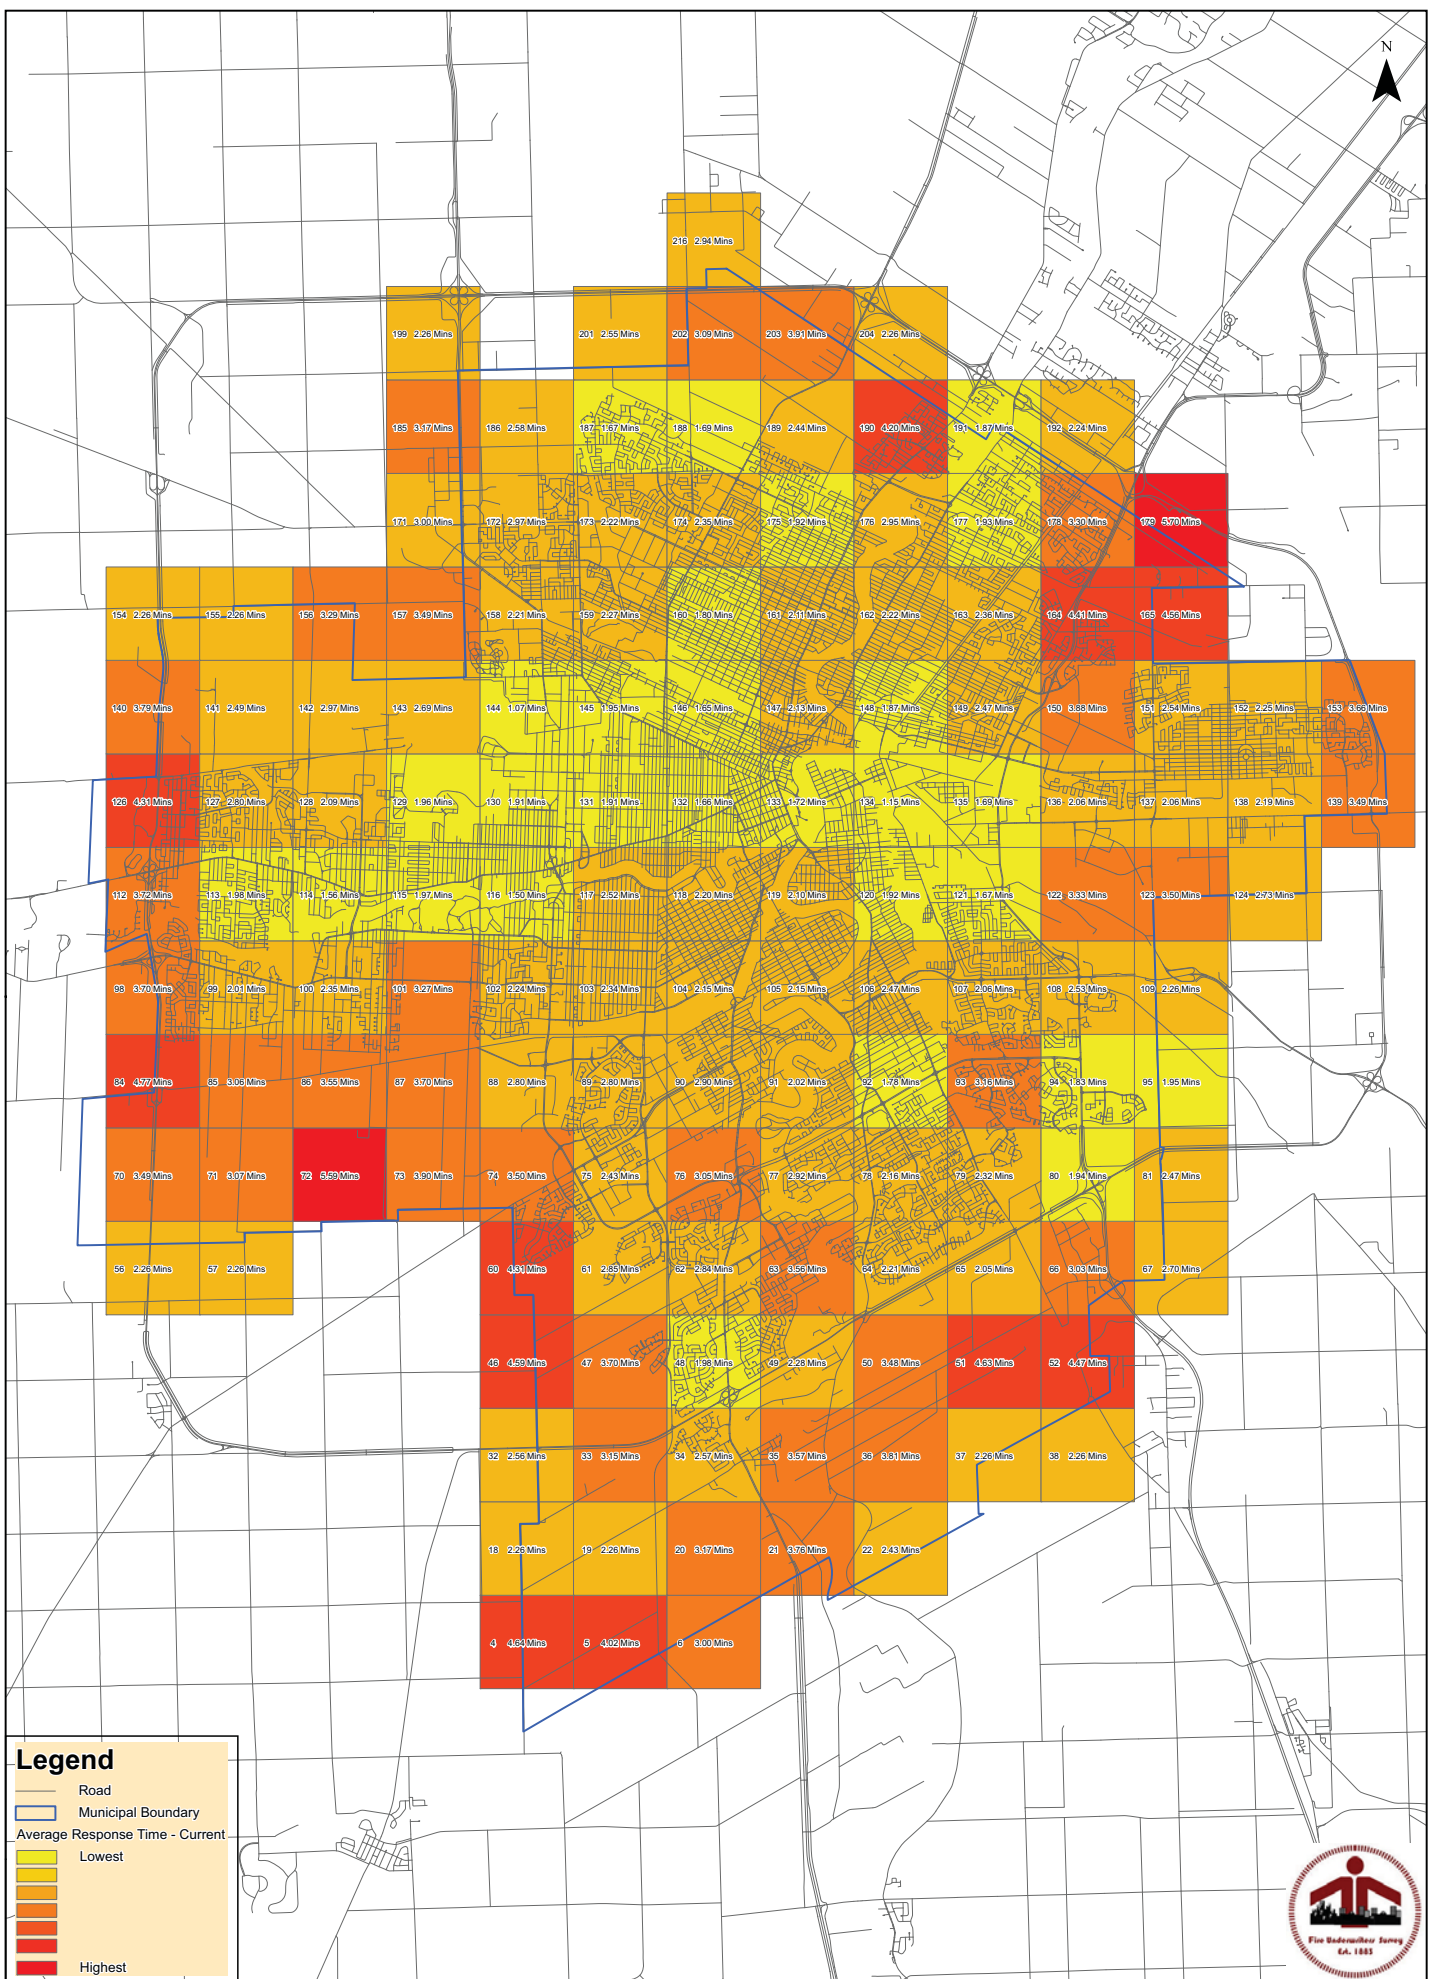 N
216 2.94 Mins
199 2.26 Mins
201 2.55 Mins
202 3.09 Mins
203 3.91 Mins
204 2.26 Mins
185 3.17 Mins
186 2.58 Mins
187 1.67 Mins
188 1.69 Mins
189 2.44 Mins
190 4.20 Mins
191 1.87 Mins
192 2.24 Mins
171 3.00 Mins
172 2.97 Mins
173 2.22 Mins
174 2.35 Mins
175 1.92 Mins
176 2.95 Mins
177 1.93 Mins
178 3.30 Mins
179 5.70 Mins
154 2.26 Mins
155 2.26 Mins
156 3.29 Mins
157 3.49 Mins
158 2.21 Mins
159 2.27 Mins
160 1.80 Mins
161 2.11 Mins
162 2.22 Mins
163 2.36 Mins
164 4.41 Mins
165 4.56 Mins
140 3.79 Mins
141 2.49 Mins
142 2.97 Mins
143 2.69 Mins
144 1.07 Mins
145 1.95 Mins
146 1.65 Mins
147 2.13 Mins
148 1.87 Mins
149 2.47 Mins
150 3.88 Mins
151 2.54 Mins
152 2.25 Mins
153 3.66 Mins
126 4.31 Mins
127 2.80 Mins
128 2.09 Mins
129 1.96 Mins
130 1.91 Mins
131 1.91 Mins
132 1.66 Mins
133 1.72 Mins
134 1.15 Mins
135 1.69 Mins
136 2.06 Mins
137 2.06 Mins
138 2.19 Mins
139 3.49 Mins
112 3.72 Mins
113 1.98 Mins
114 1.56 Mins
115 1.97 Mins
116 1.50 Mins
117 2.52 Mins
118 2.20 Mins
119 2.10 Mins
120 1.92 Mins
121 1.67 Mins
122 3.33 Mins
123 3.50 Mins
124 2.73 Mins
98 3.70 Mins
99 2.01 Mins
100 2.35 Mins
101 3.27 Mins
102 2.24 Mins
103 2.34 Mins
104 2.15 Mins
105 2.15 Mins
106 2.47 Mins
107 2.06 Mins
108 2.53 Mins
109 2.26 Mins
84 4.77 Mins
85 3.06 Mins
86 3.55 Mins
87 3.70 Mins
88 2.80 Mins
89 2.80 Mins
90 2.90 Mins
91 2.02 Mins
92 1.78 Mins
93 3.16 Mins
94 1.83 Mins
95 1.95 Mins
70 3.49 Mins
71 3.07 Mins
72 5.59 Mins
73 3.90 Mins
74 3.50 Mins
75 2.43 Mins
76 3.05 Mins
77 2.92 Mins
78 2.16 Mins
79 2.32 Mins
80 1.94 Mins
81 2.47 Mins
56 2.26 Mins
57 2.26 Mins
60 4.31 Mins
61 2.85 Mins
62 2.84 Mins
63 3.56 Mins
64 2.21 Mins
65 2.05 Mins
66 3.03 Mins
67 2.70 Mins
46 4.59 Mins
47 3.70 Mins
48 1.98 Mins
49 2.28 Mins
50 3.48 Mins
51 4.63 Mins
52 4.47 Mins
32 2.56 Mins
33 3.15 Mins
34 2.57 Mins
35 3.57 Mins
36 3.81 Mins
37 2.26 Mins
38 2.26 Mins
18 2.26 Mins
19 2.26 Mins
20 3.17 Mins
21 3.76 Mins
22 2.43 Mins
4 4.64 Mins
5 4.02 Mins
6 3.00 Mins
Legend
Road
Municipal Boundary
Average Response Time - Current
Lowest
Highest
Fire Underwriters Survey
Est. 1883